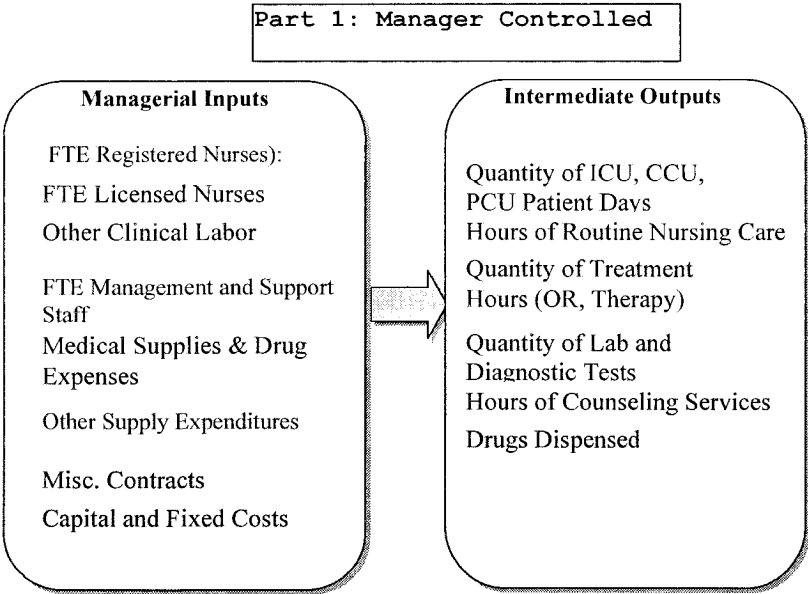 Part 1: Manager Controlled
Managerial Inputs
FTE Registered Nurses):
FTE Licensed Nurses
Other Clinical Labor
FTE Management and Support
Staff
Medical Supplies & Drug
Expenses
Other Supply Expenditures
Misc. Contracts
Capital and Fixed Costs
Intermediate Outputs
Quantity of ICU, CCU,
PCU Patient Days
Hours of Routine Nursing Care
Quantity of Treatment
Hours (OR, Therapy)
Quantity of Lab and
Diagnostic Tests
Hours of Counseling Services
Drugs Dispensed